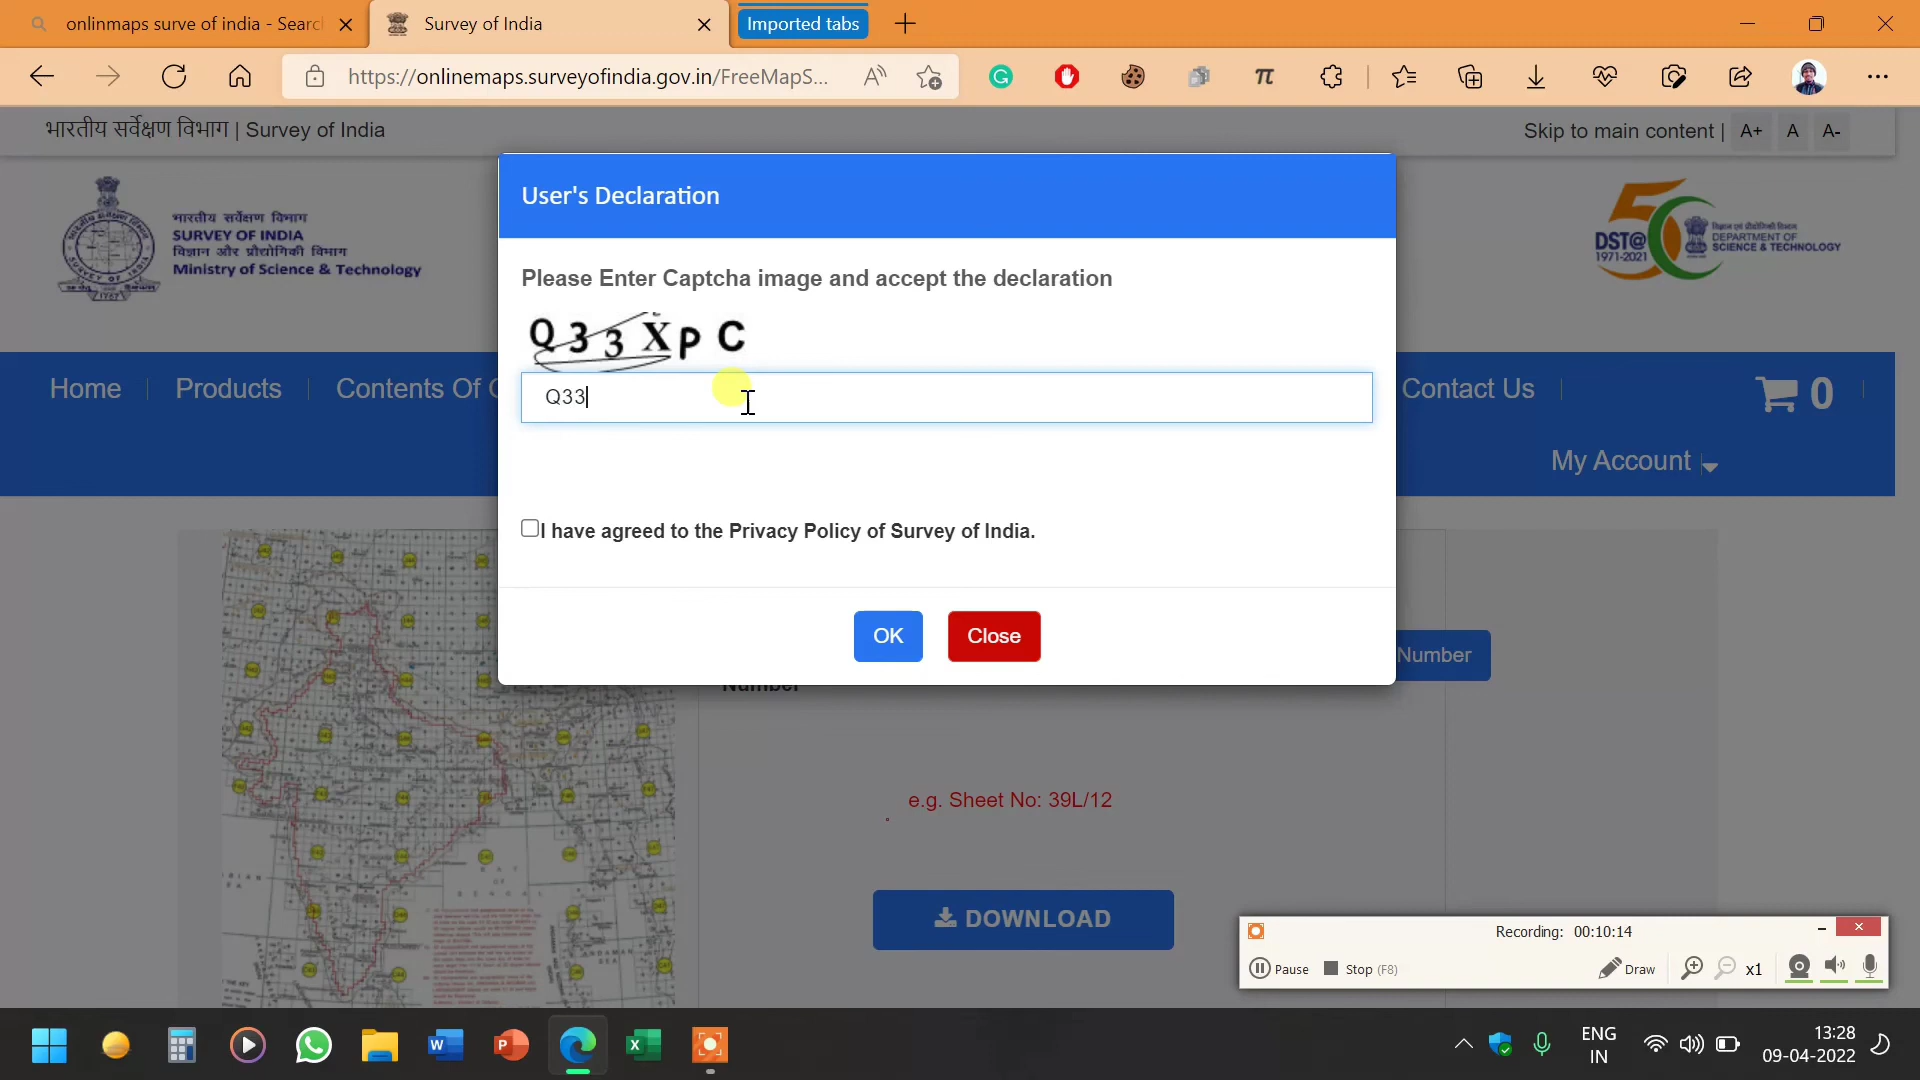 onlinmaps surve of india - Searc
Survey of India
Imported tabs
https://onlinemaps.surveyofindia.gov.in/FreeMapS...
भारतीय सर्वेक्षण विभाग | Survey of India
Skip to main content | A+ A A-
भारतीय सर्वेक्षण विभाग
SURVEY OF INDIA
विज्ञान और प्रौद्योगिकी विभाग
Ministry of Science & Technology
DST@
1971-2021
DEPARTMENT OF
SCIENCE & TECHNOLOGY
User's Declaration
Please Enter Captcha image and accept the declaration
Q 3 3 X P C
Q33
Home
Products
Contents Of
Contact Us
0
My Account
I have agreed to the Privacy Policy of Survey of India.
OK
Close
Number
Number
e.g. Sheet No: 39L/12
DOWNLOAD
Recording: 00:10:14
Pause
Stop (F8)
Draw
x1
ENG
IN
13:28
09-04-2022